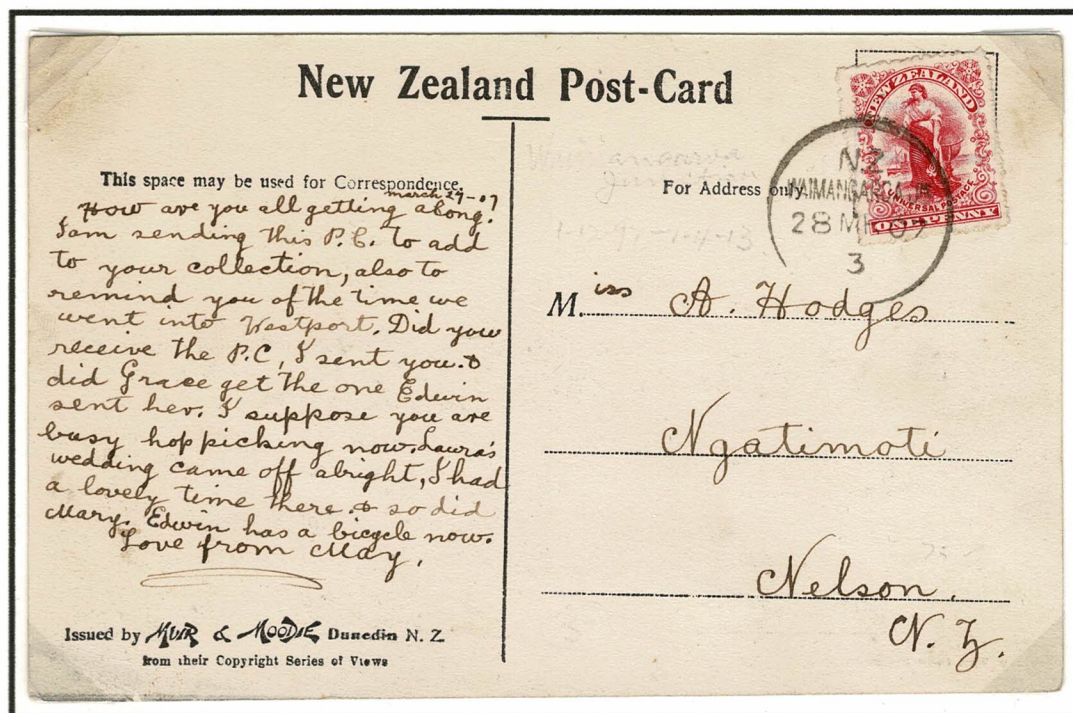 New Zealand Post-Card
This space may be used for Correspondence.
March 27-07
How are you all getting along.
I am sending this P.C. to add
to your collection, also to
remind you of the time we
went into Westport. Did you
receive the P.C, I sent you. &
did Grace get the one Edwin
sent her. I suppose you are
busy hop picking now. Laura's
wedding came off alright, I had
a lovely time there & so did
Mary. Edwin has a bicycle now.
Love from May.
Issued by MUIR & MOODIE Dunedin N. Z.
from their Copyright Series of Views
For Address only.
NEW ZEALAND
UNIVERSAL POSTAGE
ONE PENNY
NZ
WAIMANGAROA
28 MR 07
3
Miss A. Hodges
Ngatimoti
Nelson.
N. Z.